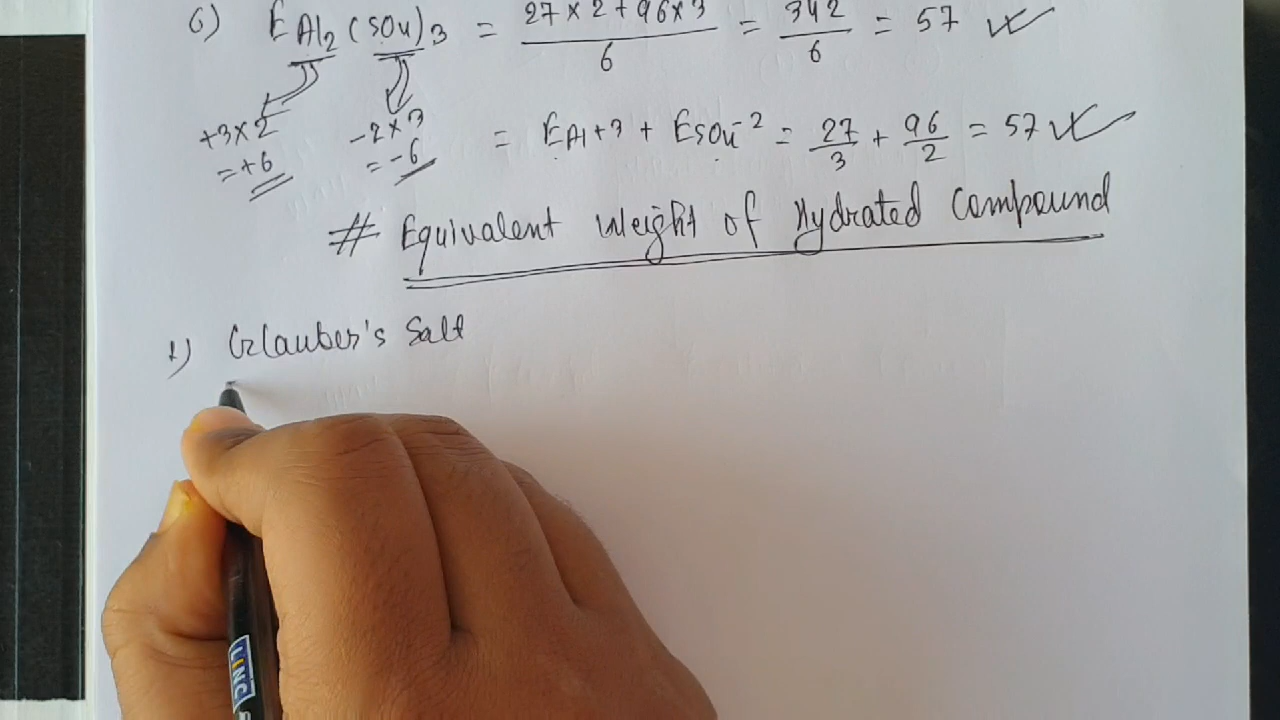 6) E Al₂(SO₄)₃ = 27×2+96×3 / 6 = 342 / 6 = 57
+3×2 = +6
-2×3 = -6
= E Al+3 + E SO₄-2 = 27/3 + 96/2 = 57
# Equivalent Weight of Hydrated Compound
1) Glauber's Salt
LINC